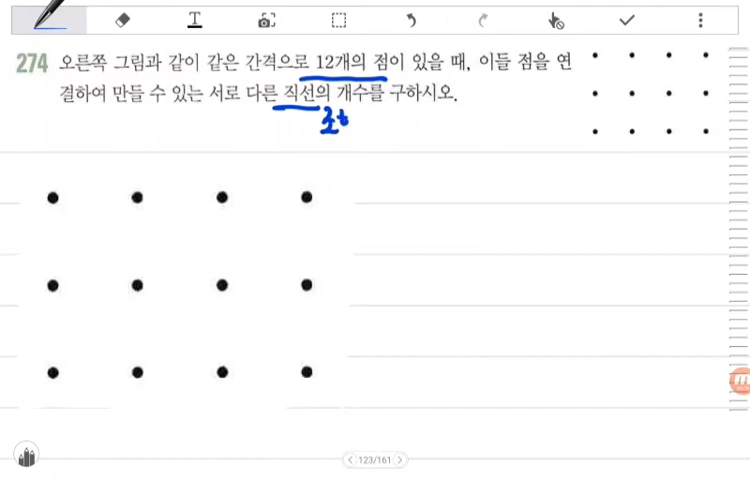 274 오른쪽 그림과 같이 같은 간격으로 12개의 점이 있을 때, 이들 점을 연
결하여 만들 수 있는 서로 다른 직선의 개수를 구하시오.
123/161